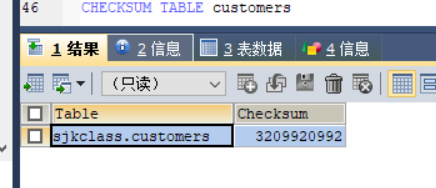 46 CHECKSUM TABLE customers
1 结果 2 信息 3 表数据 4 信息
(只读)
Table Checksum
sjkclass.customers 3209920992